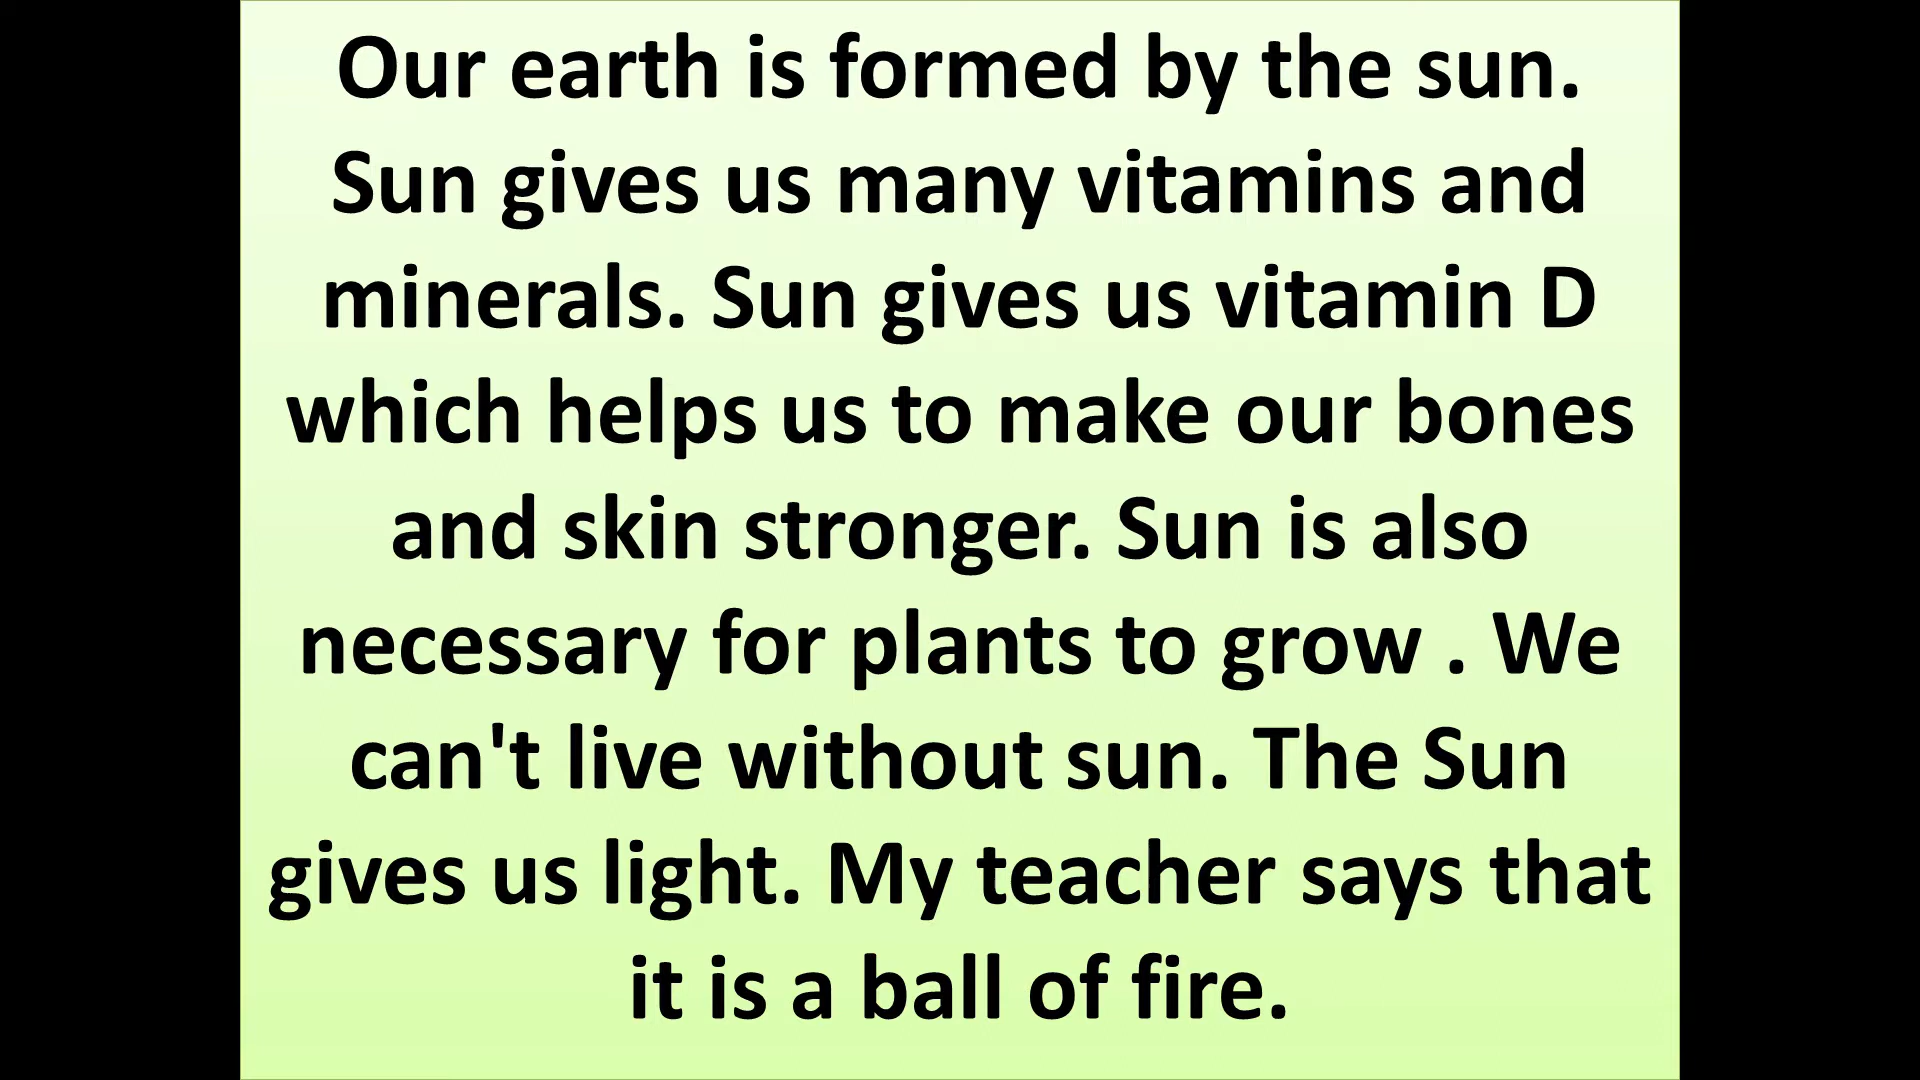 Our earth is formed by the sun.
Sun gives us many vitamins and
minerals. Sun gives us vitamin D
which helps us to make our bones
and skin stronger. Sun is also
necessary for plants to grow . We
can't live without sun. The Sun
gives us light. My teacher says that
it is a ball of fire.